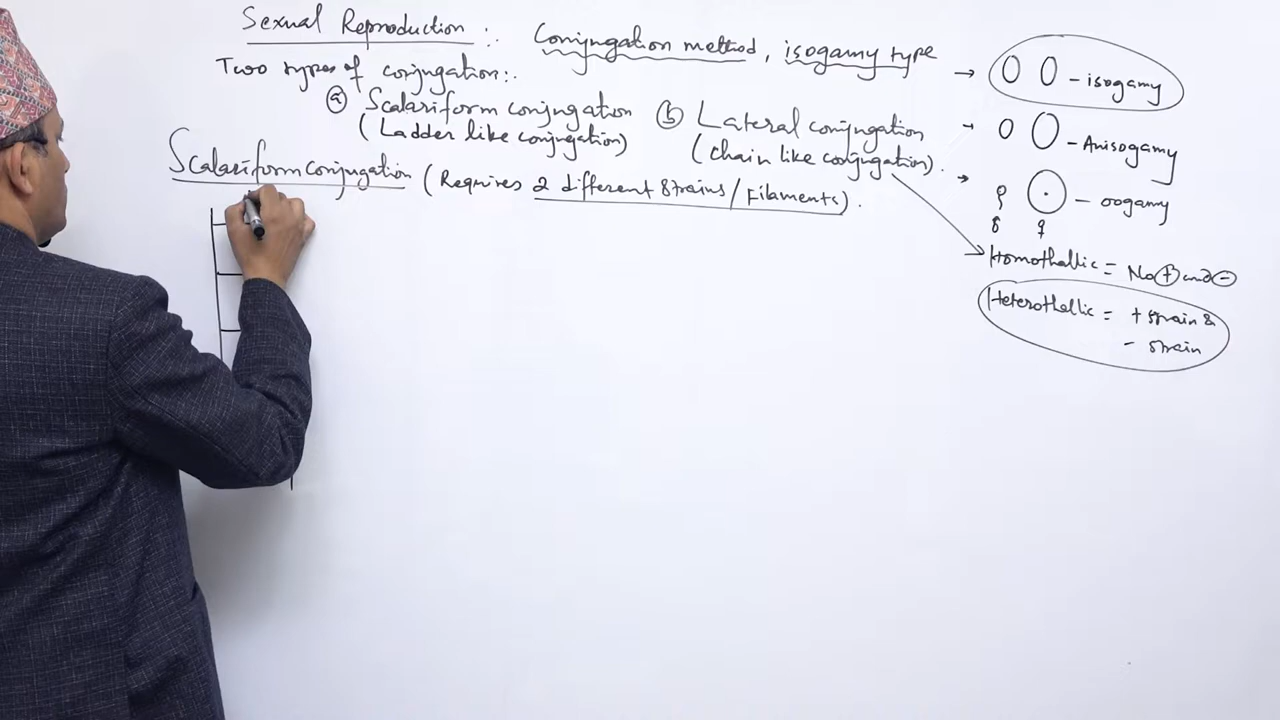 Sexual Reproduction :. Conjugation method, isogamy type
Two types of conjugation:.
ⓐ Scalariform conjugation
(Ladder like conjugation)
ⓑ Lateral conjugation
(chain like conjugation).
Scalariform conjugation (Requires 2 different strains/Filaments).
→ 0 0 – isogamy
→ 0 0 – Anisogamy
→ – oogamy
♂ ♀
Homothallic = No ⊕ and ⊖
Heterothallic = + strain &
– strain